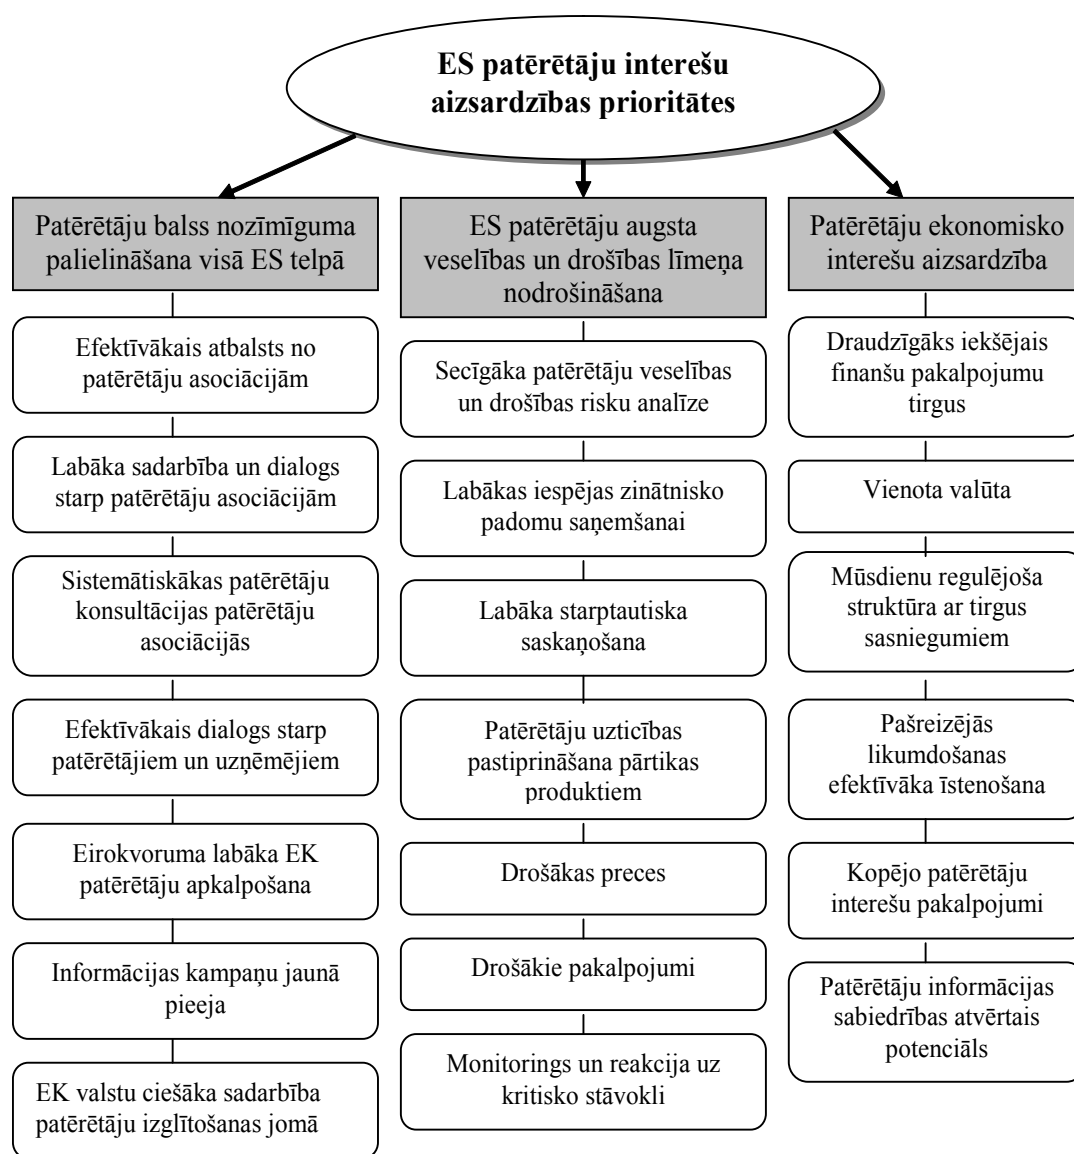 ES patērētāju interešu
aizsardzības prioritātes
Patērētāju balss nozīmīguma
palielināšana visā ES telpā
Efektīvākais atbalsts no
patērētāju asociācijām
Labāka sadarbība un dialogs
starp patērētāju asociācijām
Sistemātiskākas patērētāju
konsultācijas patērētāju
asociācijās
Efektīvākais dialogs starp
patērētājiem un uzņēmējiem
Eirokvoruma labāka EK
patērētāju apkalpošana
Informācijas kampaņu jaunā
pieeja
EK valstu ciešāka sadarbība
patērētāju izglītošanas jomā
ES patērētāju augsta
veselības un drošības līmeņa
nodrošināšana
Secīgāka patērētāju veselības
un drošības risku analīze
Labākas iespējas zinātnisko
padomu saņemšanai
Labāka starptautiska
saskaņošana
Patērētāju uzticības
pastiprināšana pārtikas
produktiem
Drošākas preces
Drošākie pakalpojumi
Monitorings un reakcija uz
kritisko stāvokli
Patērētāju ekonomisko
interešu aizsardzība
Draudzīgāks iekšējais
finanšu pakalpojumu
tirgus
Vienota valūta
Mūsdienu regulējoša
struktūra ar tirgus
sasniegumiem
Pašreizējās
likumdošanas
efektīvāka īstenošana
Kopējo patērētāju
interešu pakalpojumi
Patērētāju informācijas
sabiedrības atvērtais
potenciāls